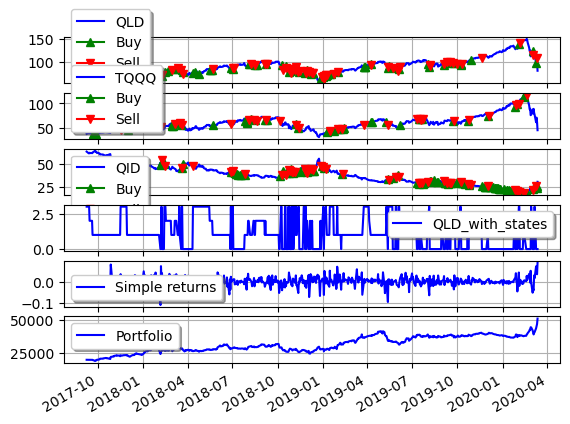 QLD
Buy
Sell
150
100
TQQQ
Buy
Sell
100
50
QID
Buy
50
25
QLD_with_states
2.5
0.0
Simple returns
0.0
−0.1
Portfolio
50000
25000
2017-10
2018-01
2018-04
2018-07
2018-10
2019-01
2019-04
2019-07
2019-10
2020-01
2020-04